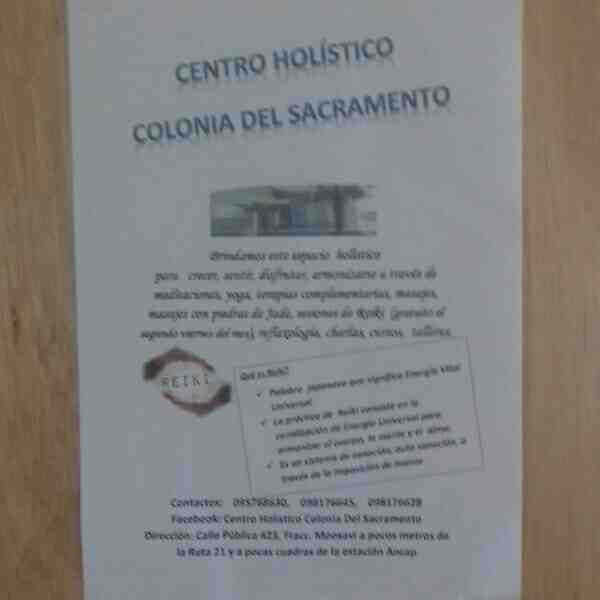 CENTRO HOLÍSTICO
COLONIA DEL SACRAMENTO
Brindamos este espacio holístico
para crecer, sentir, disfrutar, armonizarse a través de
meditaciones, yoga, terapias complementarias, masajes,
masajes con piedras de Jade, sesiones de Reiki (gratuito el
segundo viernes del mes), reflexología, charlas, cursos, talleres.
REIKI
Qué es Reiki?
✓ Palabra japonesa que significa Energía Vital
Universal.
✓ La práctica de Reiki consiste en la
canalización de Energía Universal para
armonizar el cuerpo, la mente y el alma.
✓ Es un sistema de sanación, auto sanación, a
través de la imposición de manos
Contactos: 098176645, 098176628
Facebook: Centro Holístico Colonia Del Sacramento
Dirección: Calle Pública 423, Fracc. a pocos metros de
la Ruta 21 y a pocas cuadras de la estación Ancap.